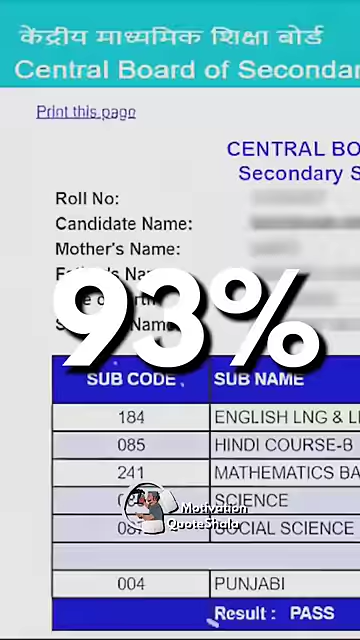 केंद्रीय माध्यमिक शिक्षा बोर्ड
Central Board of Secondar
Print this page
CENTRAL BO
Secondary S
Roll No:
Candidate Name:
Mother's Name:
93%
SUB CODE SUB NAME
184 ENGLISH LNG & LI
085 HINDI COURSE-B
241 MATHEMATICS BA
SCIENCE
SOCIAL SCIENCE
Motivation
QuoteShala
004 PUNJABI
Result : PASS